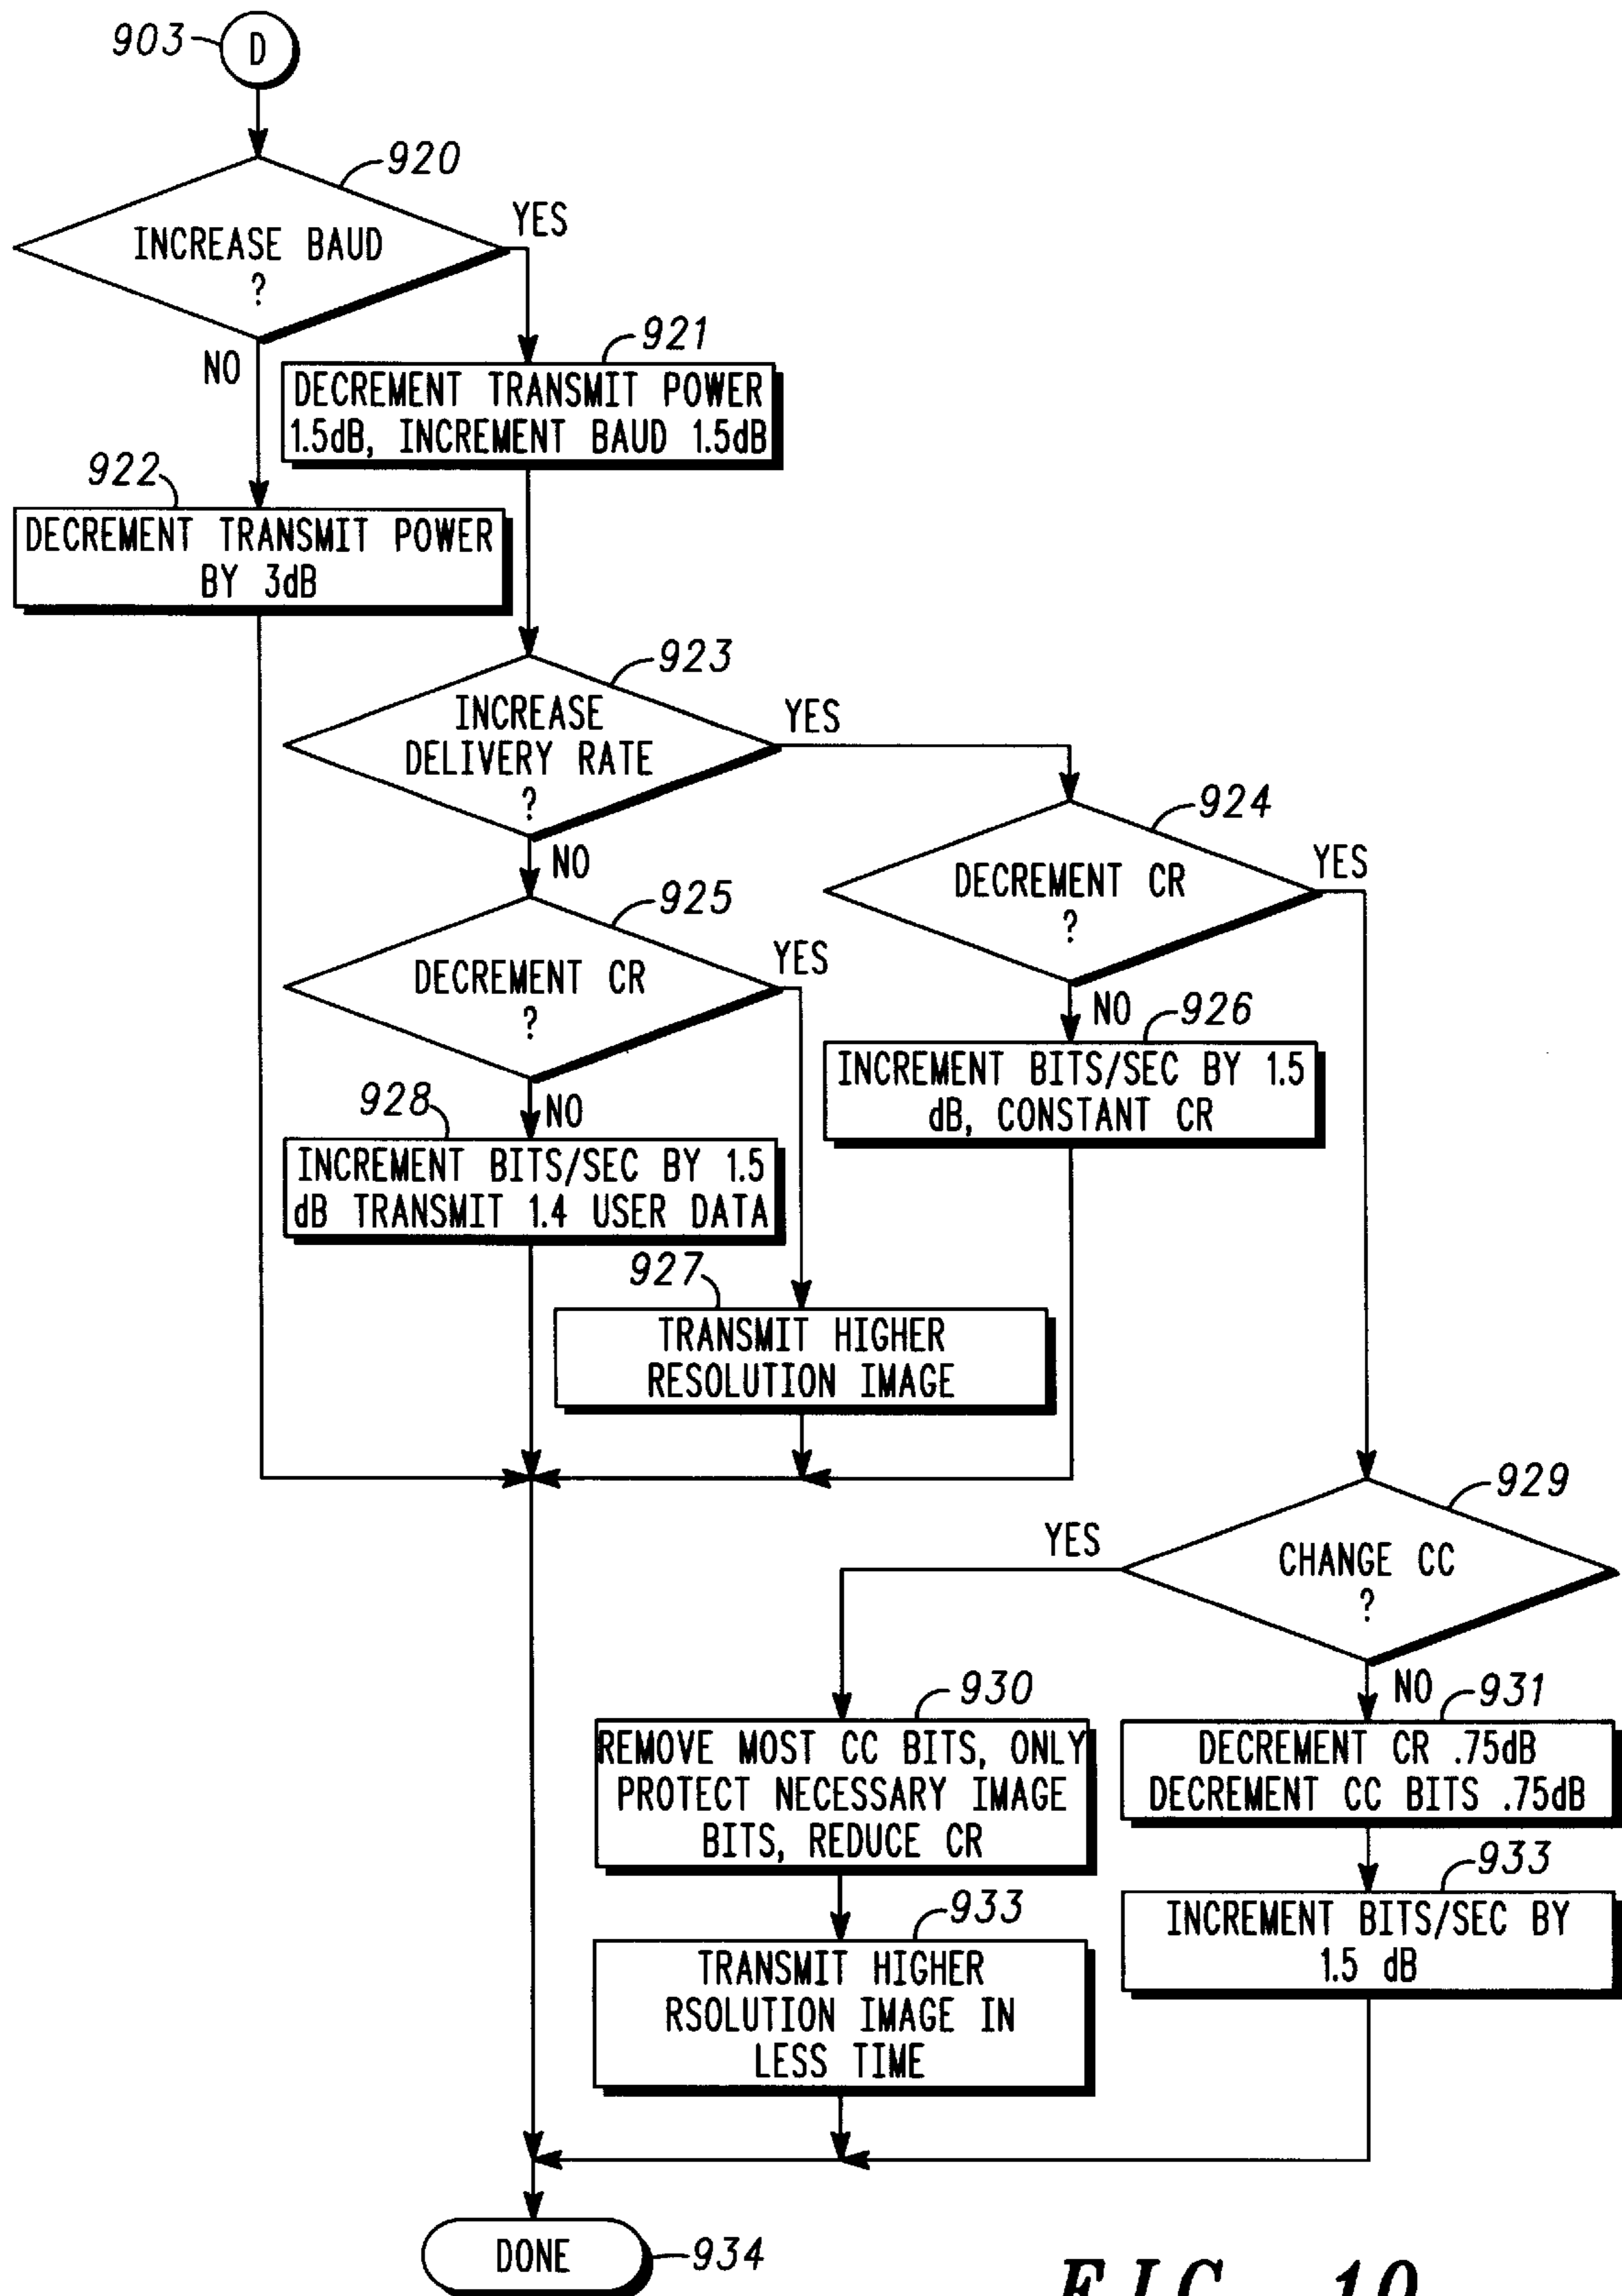 903
D
920
INCREASE BAUD
?
YES
NO
921
DECREMENT TRANSMIT POWER
1.5dB, INCREMENT BAUD 1.5dB
922
DECREMENT TRANSMIT POWER
BY 3dB
923
INCREASE
DELIVERY RATE
?
YES
NO
924
DECREMENT CR
?
YES
NO
925
DECREMENT CR
?
YES
NO
926
INCREMENT BITS/SEC BY 1.5
dB, CONSTANT CR
928
INCREMENT BITS/SEC BY 1.5
dB TRANSMIT 1.4 USER DATA
927
TRANSMIT HIGHER
RESOLUTION IMAGE
929
CHANGE CC
?
YES
NO
930
REMOVE MOST CC BITS, ONLY
PROTECT NECESSARY IMAGE
BITS, REDUCE CR
931
DECREMENT CR .75dB
DECREMENT CC BITS .75dB
933
TRANSMIT HIGHER
RSOLUTION IMAGE IN
LESS TIME
933
INCREMENT BITS/SEC BY
1.5 dB
DONE
934
FIG. 10